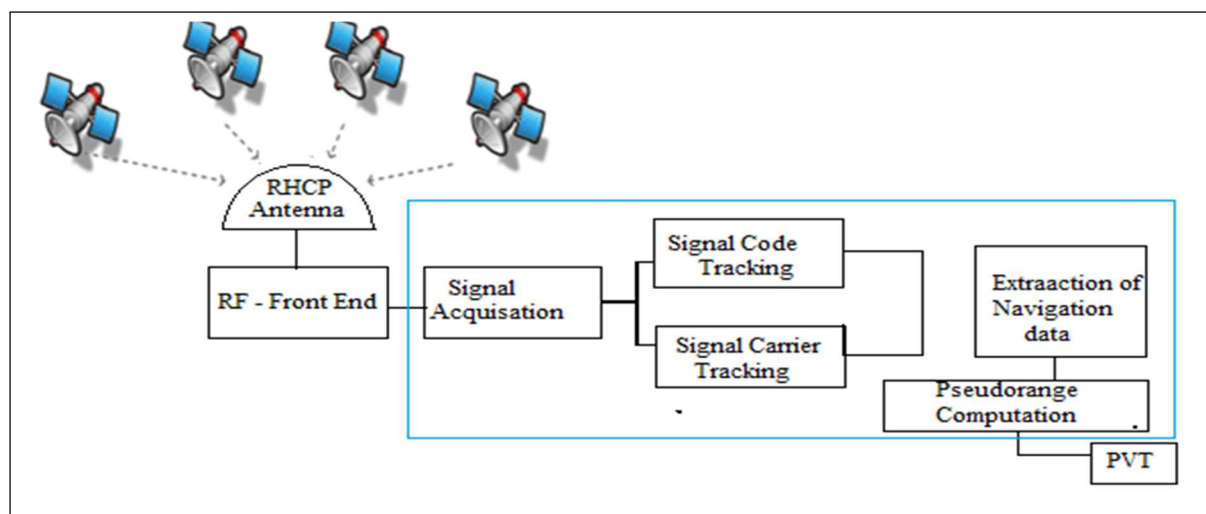 RHCP
Antenna
RF - Front End
Signal
Acquisation
Signal Code
Tracking
Signal Carrier
Tracking
Extraaction of
Navigation
data
Pseudorange
Computation
PVT